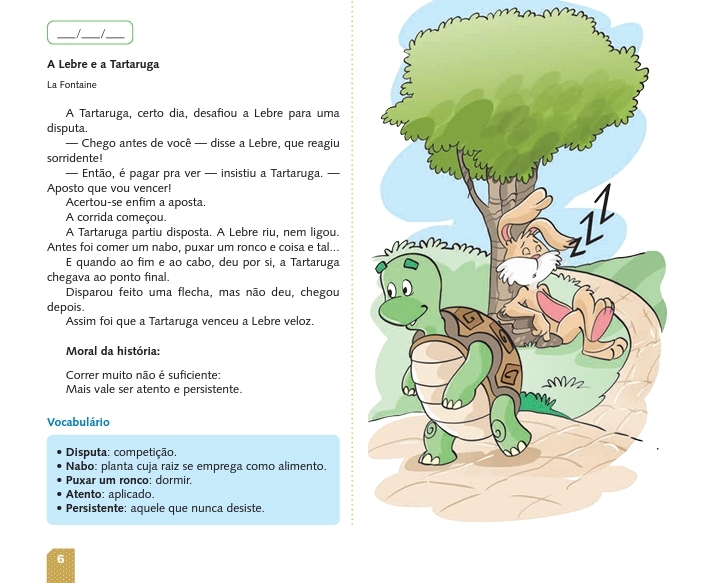 ___/___/___
A Lebre e a Tartaruga
La Fontaine
A Tartaruga, certo dia, desafiou a Lebre para uma
disputa.
— Chego antes de você — disse a Lebre, que reagiu
sorridente!
— Então, é pagar pra ver — insistiu a Tartaruga. —
Aposto que vou vencer!
Acertou-se enfim a aposta.
A corrida começou.
A Tartaruga partiu disposta. A Lebre riu, nem ligou.
Antes foi comer um nabo, puxar um ronco e coisa e tal...
E quando ao fim e ao cabo, deu por si, a Tartaruga
chegava ao ponto final.
Disparou feito uma flecha, mas não deu, chegou
depois.
Assim foi que a Tartaruga venceu a Lebre veloz.
Moral da história:
Correr muito não é suficiente:
Mais vale ser atento e persistente.
Vocabulário
• Disputa: competição.
• Nabo: planta cuja raiz se emprega como alimento.
• Puxar um ronco: dormir.
• Atento: aplicado.
• Persistente: aquele que nunca desiste.
6
ZZZ